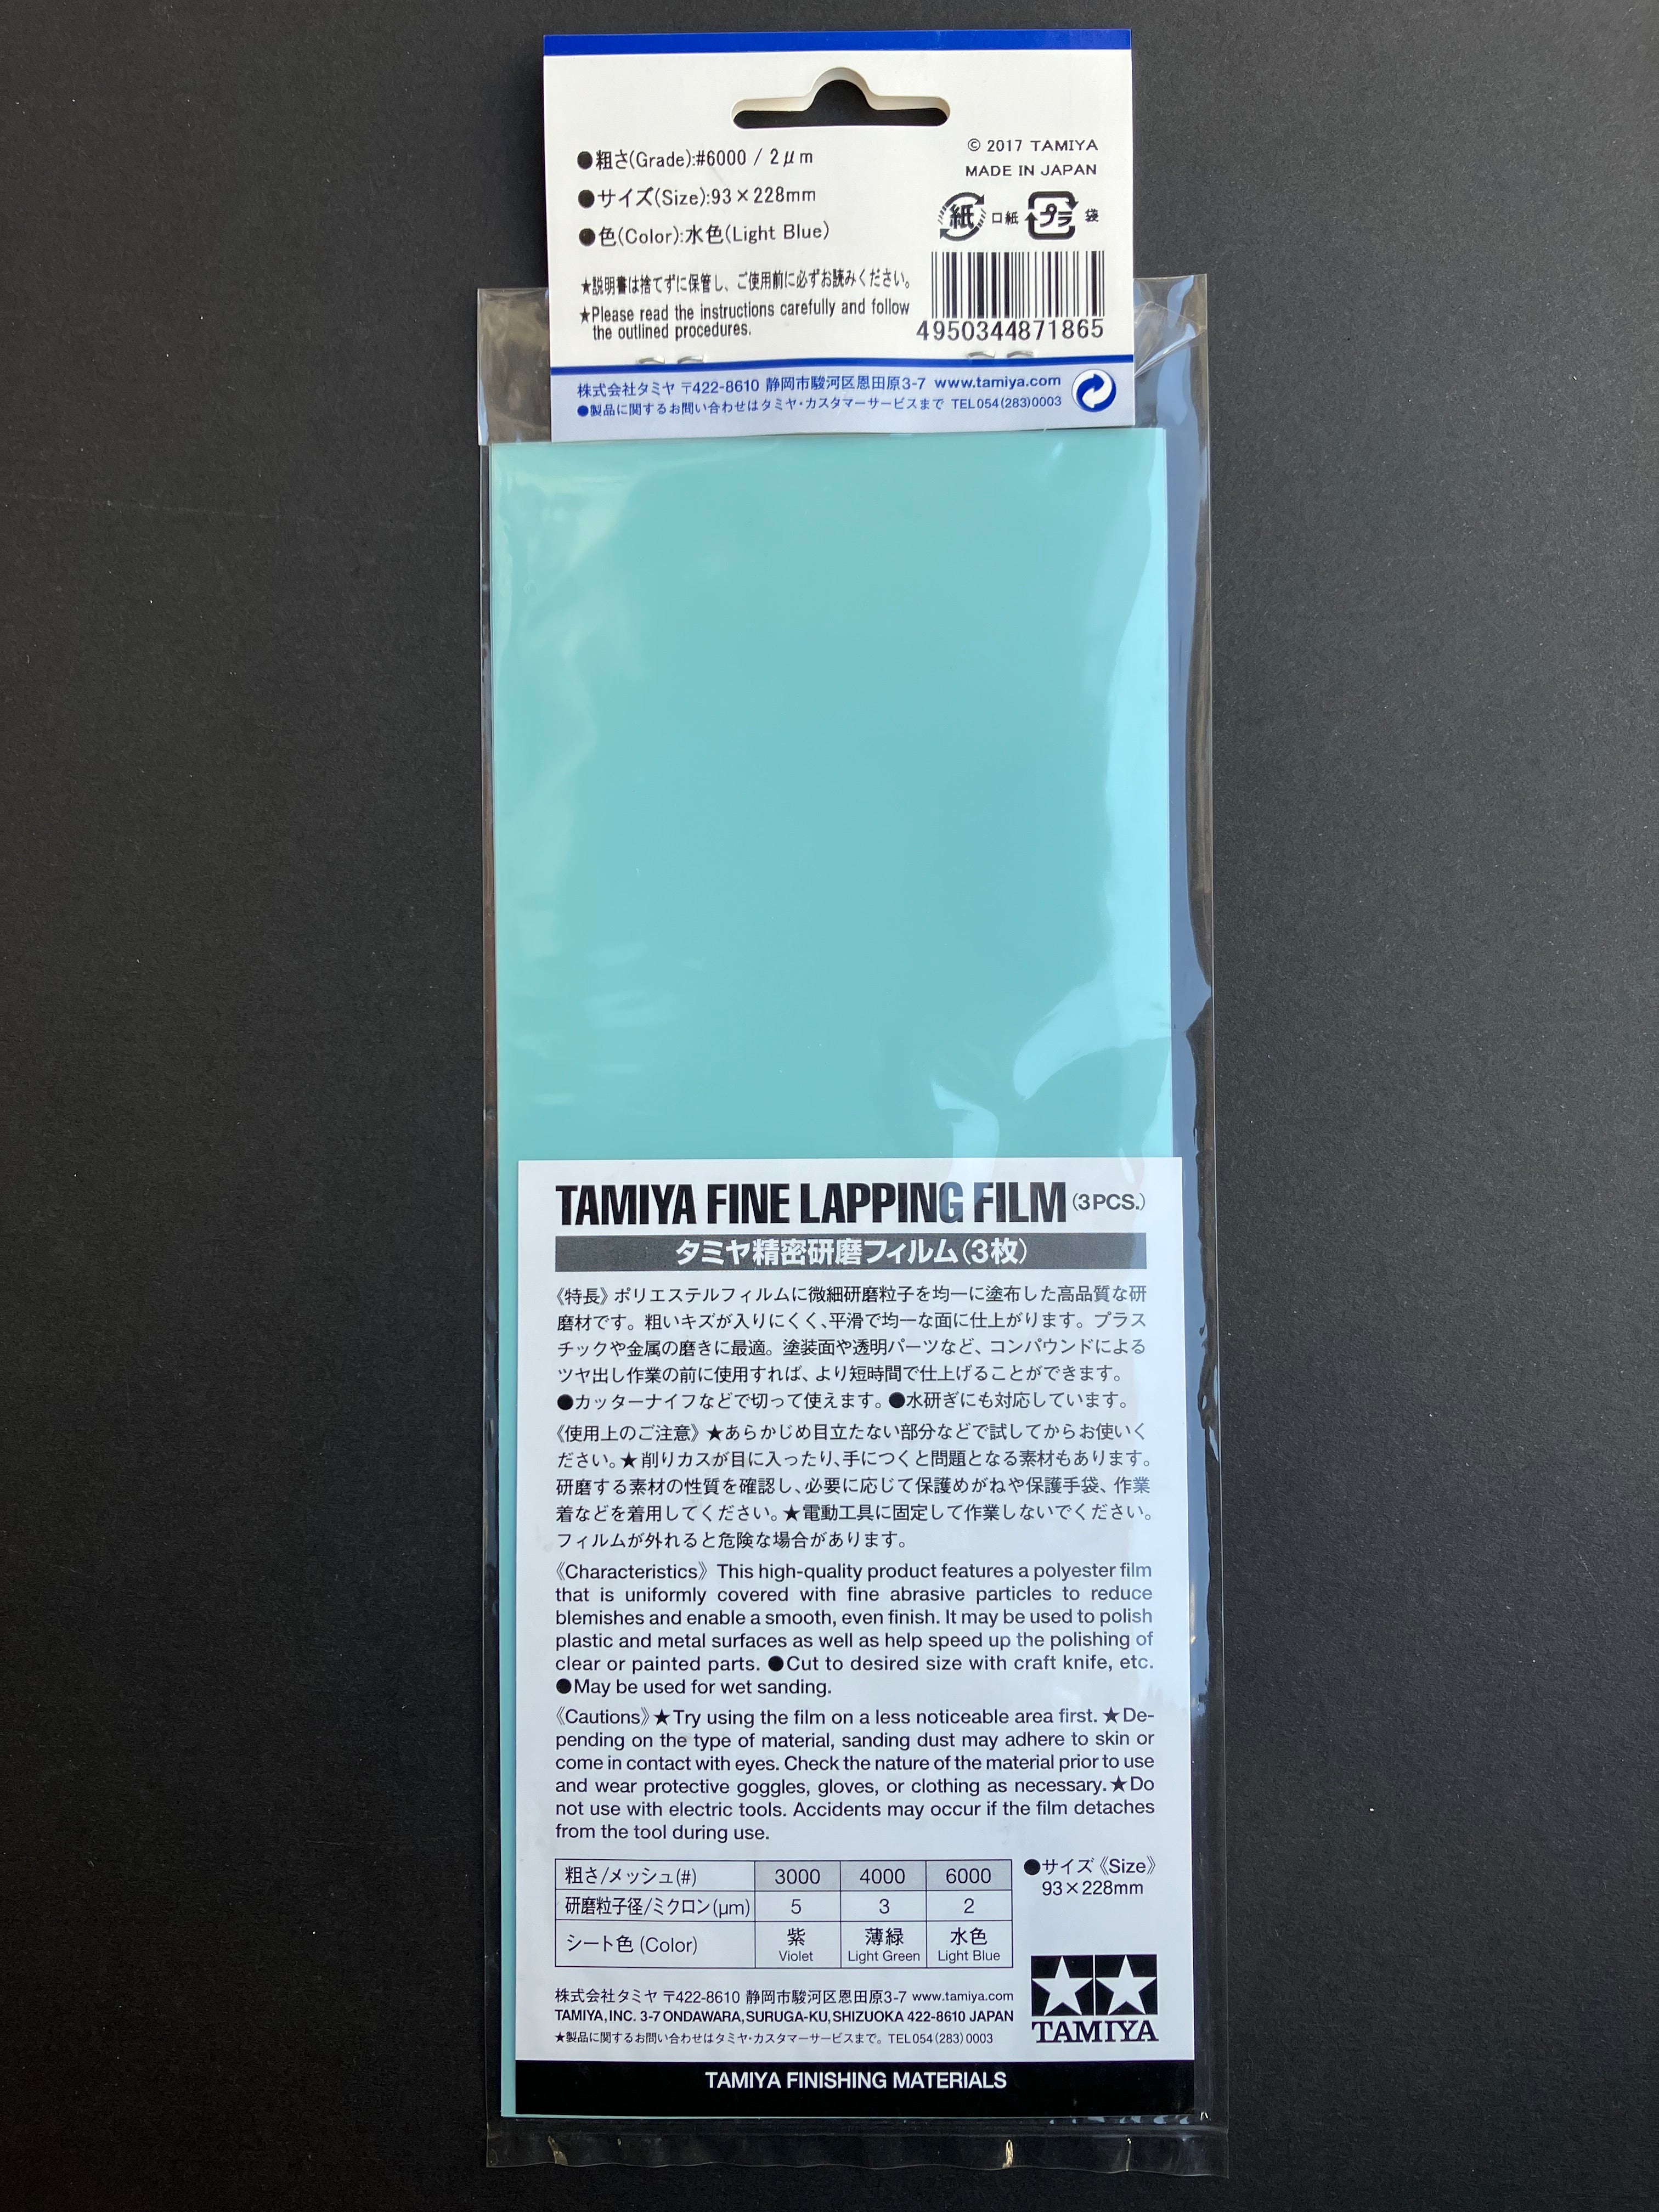 ●粗さ(Grade):#6000 / 2μm
●サイズ(Size):93×228mm
●色(Color):水色(Light Blue)
© 2017 TAMIYA
MADE IN JAPAN
紙 口紙 プラ 袋
★説明書は捨てずに保管し、ご使用前に必ずお読みください。
★Please read the instructions carefully and follow
the outlined procedures.
4950344871865
株式会社タミヤ 〒422-8610 静岡市駿河区恩田原3-7 www.tamiya.com
●製品に関するお問い合わせはタミヤ・カスタマーサービスまで TEL054(283)0003
TAMIYA FINE LAPPING FILM (3PCS.)
タミヤ精密研磨フィルム(3枚)
《特長》ポリエステルフィルムに微細研磨粒子を均一に塗布した高品質な研
磨材です。粗いキズが入りにくく、平滑で均一な面に仕上がります。プラス
チックや金属の磨きに最適。塗装面や透明パーツなど、コンパウンドによる
ツヤ出し作業の前に使用すれば、より短時間で仕上げることができます。
●カッターナイフなどで切って使えます。●水研ぎにも対応しています。
《使用上のご注意》★あらかじめ目立たない部分などで試してからお使いく
ださい。★削りカスが目に入ったり、手につくと問題となる素材もあります。
研磨する素材の性質を確認し、必要に応じて保護めがねや保護手袋、作業
着などを着用してください。★電動工具に固定して作業しないでください。
フィルムが外れると危険な場合があります。
《Characteristics》This high-quality product features a polyester film
that is uniformly covered with fine abrasive particles to reduce
blemishes and enable a smooth, even finish. It may be used to polish
plastic and metal surfaces as well as help speed up the polishing of
clear or painted parts. ●Cut to desired size with craft knife, etc.
●May be used for wet sanding.
《Cautions》★Try using the film on a less noticeable area first. ★De-
pending on the type of material, sanding dust may adhere to skin or
come in contact with eyes. Check the nature of the material prior to use
and wear protective goggles, gloves, or clothing as necessary.★Do
not use with electric tools. Accidents may occur if the film detaches
from the tool during use.
粗さ/メッシュ(#) 3000 4000 6000
研磨粒子径/ミクロン(μm) 5 3 2
シート色 (Color) 紫 薄緑 水色
Violet Light Green Light Blue
●サイズ《Size》
93×228mm
株式会社タミヤ 〒422-8610 静岡市駿河区恩田原3-7 www.tamiya.com
TAMIYA, INC. 3-7 ONDAWARA, SURUGA-KU, SHIZUOKA 422-8610 JAPAN
★製品に関するお問い合わせはタミヤ・カスタマーサービスまで。TEL054(283)0003
TAMIYA
TAMIYA FINISHING MATERIALS